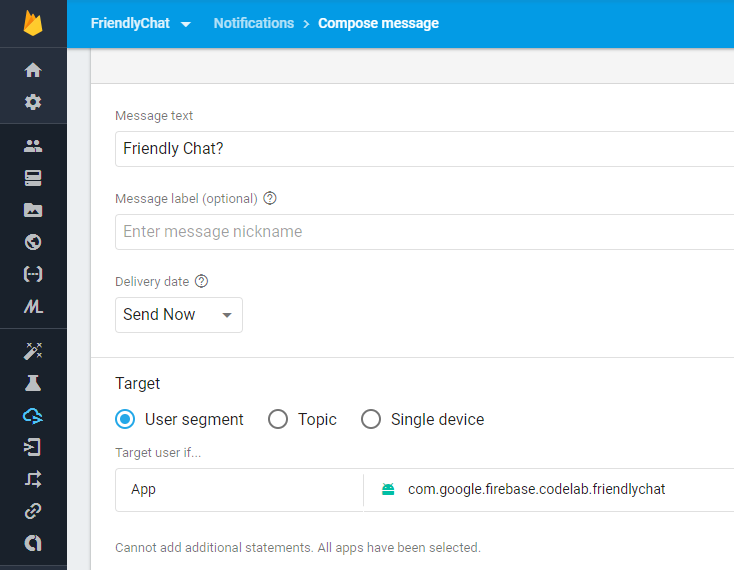 FriendlyChat Notifications > Compose message
Message text
Friendly Chat?
Message label (optional)
Enter message nickname
Delivery date
Send Now
Target
User segment Topic Single device
Target user if...
App com.google.firebase.codelab.friendlychat
Cannot add additional statements. All apps have been selected.